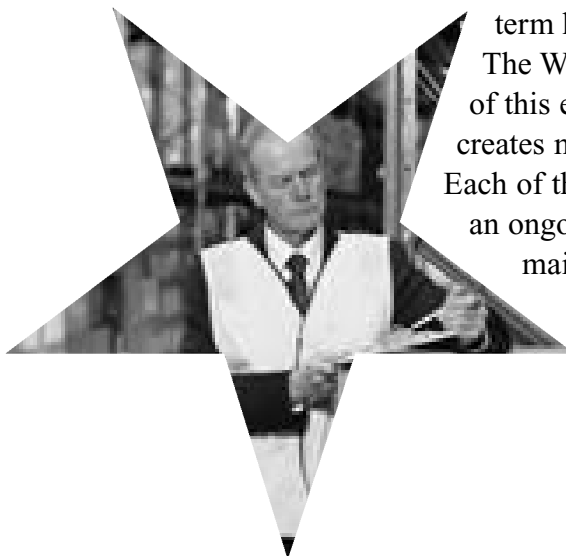 term
The W
of this e
creates
Each of th
an ongo
mai